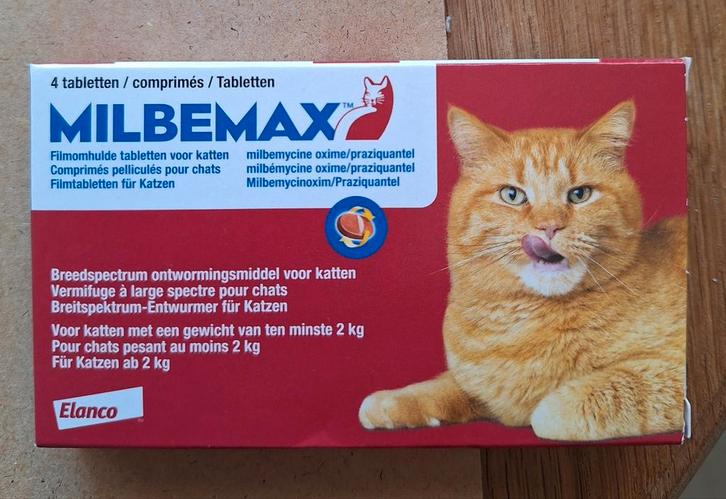 4 tabletten / comprimés / Tabletten
MILBEMAX™
Filmomhulde tabletten voor katten
Comprimés pelliculés pour chats
Filmtabletten für Katzen
milbemycine oxime/praziquantel
milbémycine oxime/praziquantel
Milbemycinoxim/Praziquantel
Breedspectrum ontwormingsmiddel voor katten
Vermifuge à large spectre pour chats
Breitspektrum-Entwurmer für Katzen
Voor katten met een gewicht van ten minste 2 kg
Pour chats pesant au moins 2 kg
Für Katzen ab 2 kg
Elanco